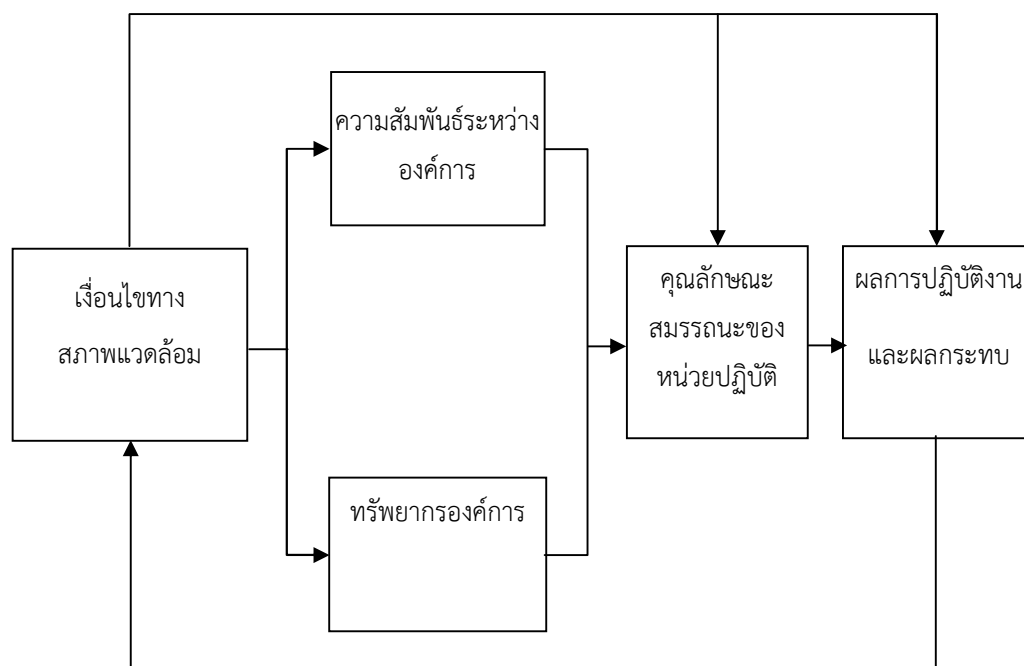 ความสัมพันธ์ระหว่าง
องค์การ
เงื่อนไขทาง
สภาพแวดล้อม
คุณลักษณะ
สมรรถนะของ
หน่วยปฏิบัติ
ผลการปฏิบัติงาน
และผลกระทบ
ทรัพยากรองค์การ